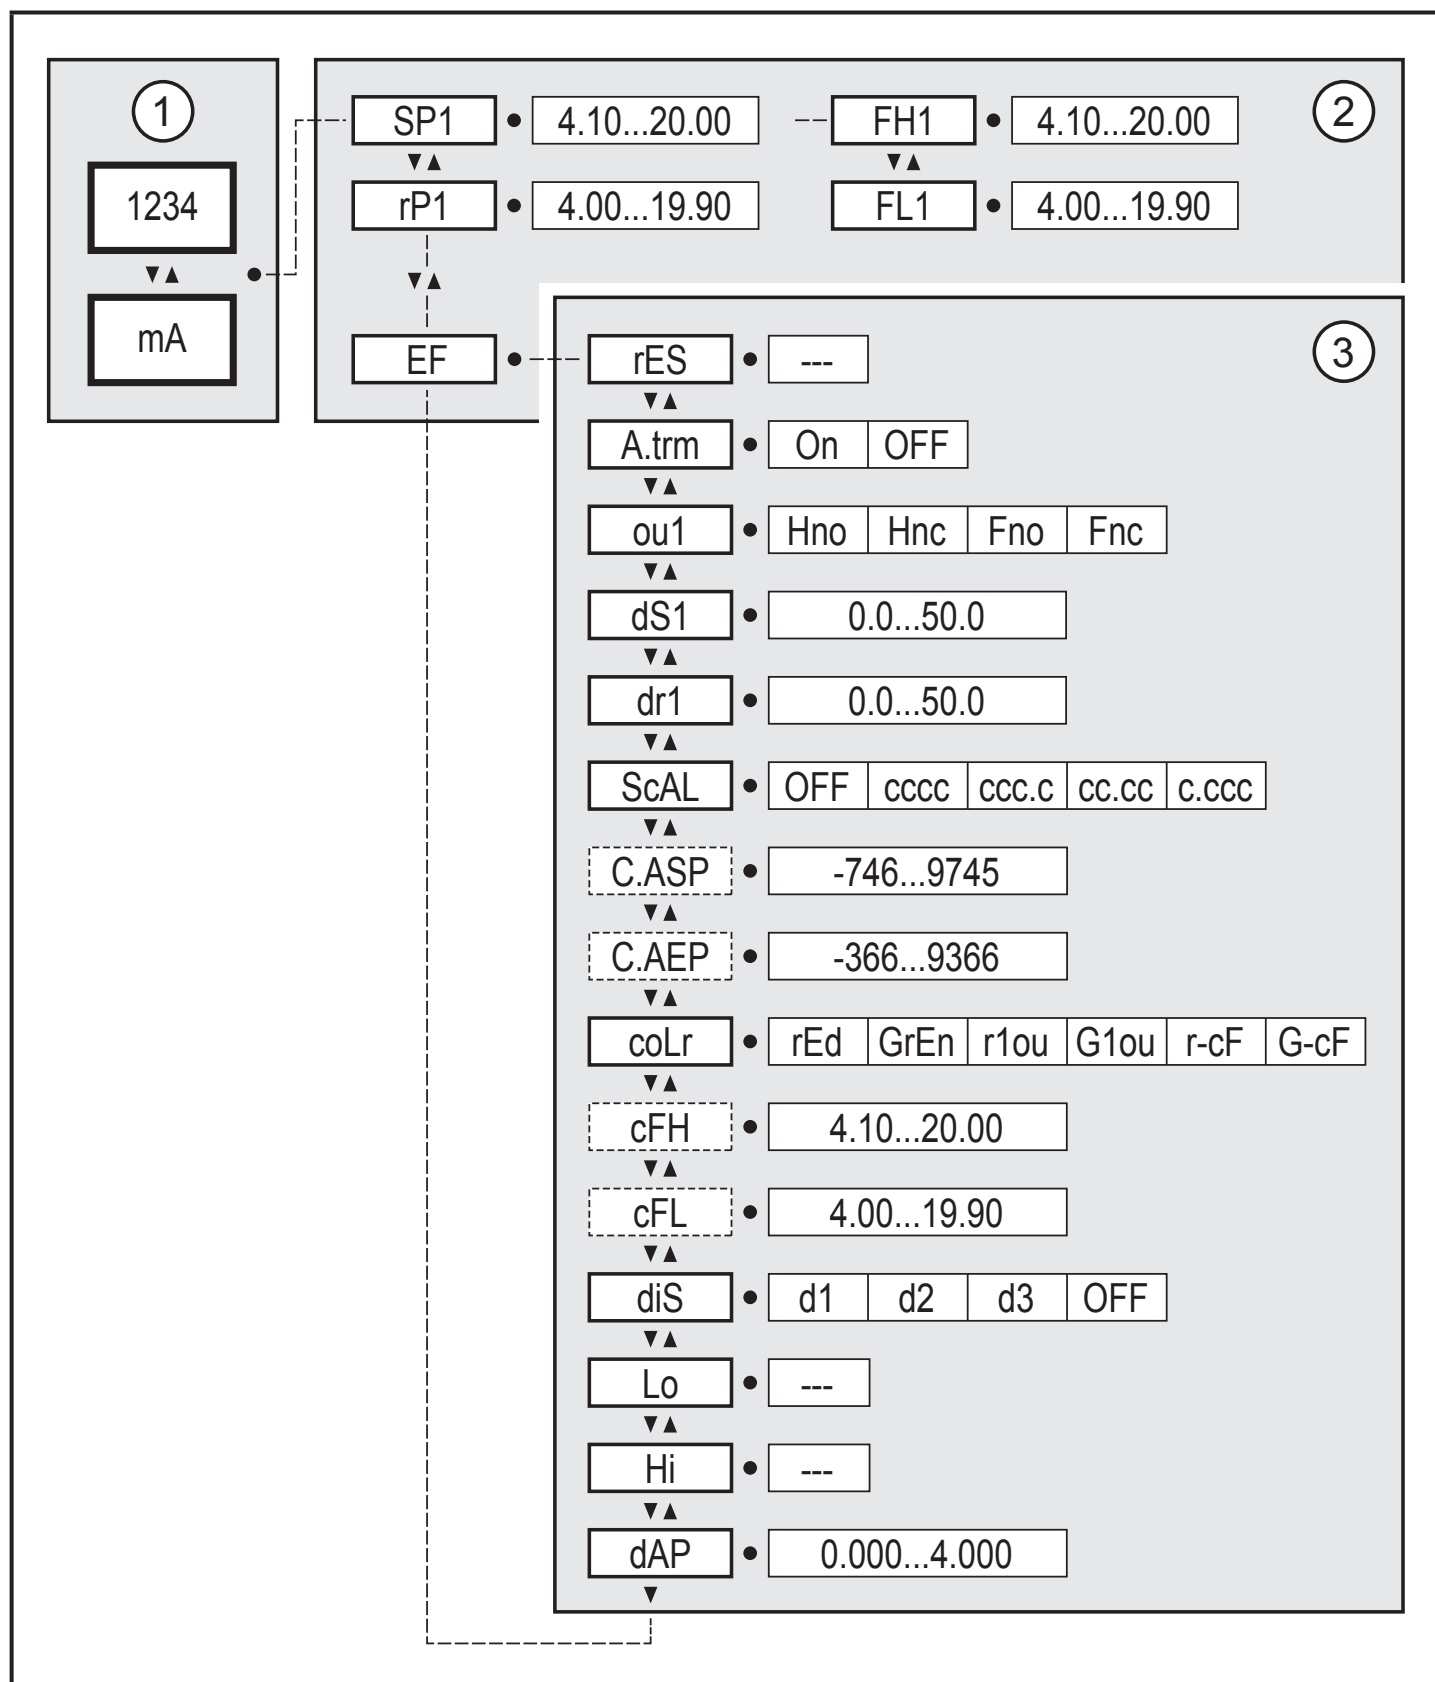 1
1234
mA
2
SP1 4.10...20.00 FH1 4.10...20.00
rP1 4.00...19.90 FL1 4.00...19.90
EF
3
rES ---
A.trm On OFF
ou1 Hno Hnc Fno Fnc
dS1 0.0...50.0
dr1 0.0...50.0
ScAL OFF cccc ccc.c cc.cc c.ccc
C.ASP -746...9745
C.AEP -366...9366
coLr rEd GrEn r1ou G1ou r-cF G-cF
cFH 4.10...20.00
cFL 4.00...19.90
diS d1 d2 d3 OFF
Lo ---
Hi ---
dAP 0.000...4.000